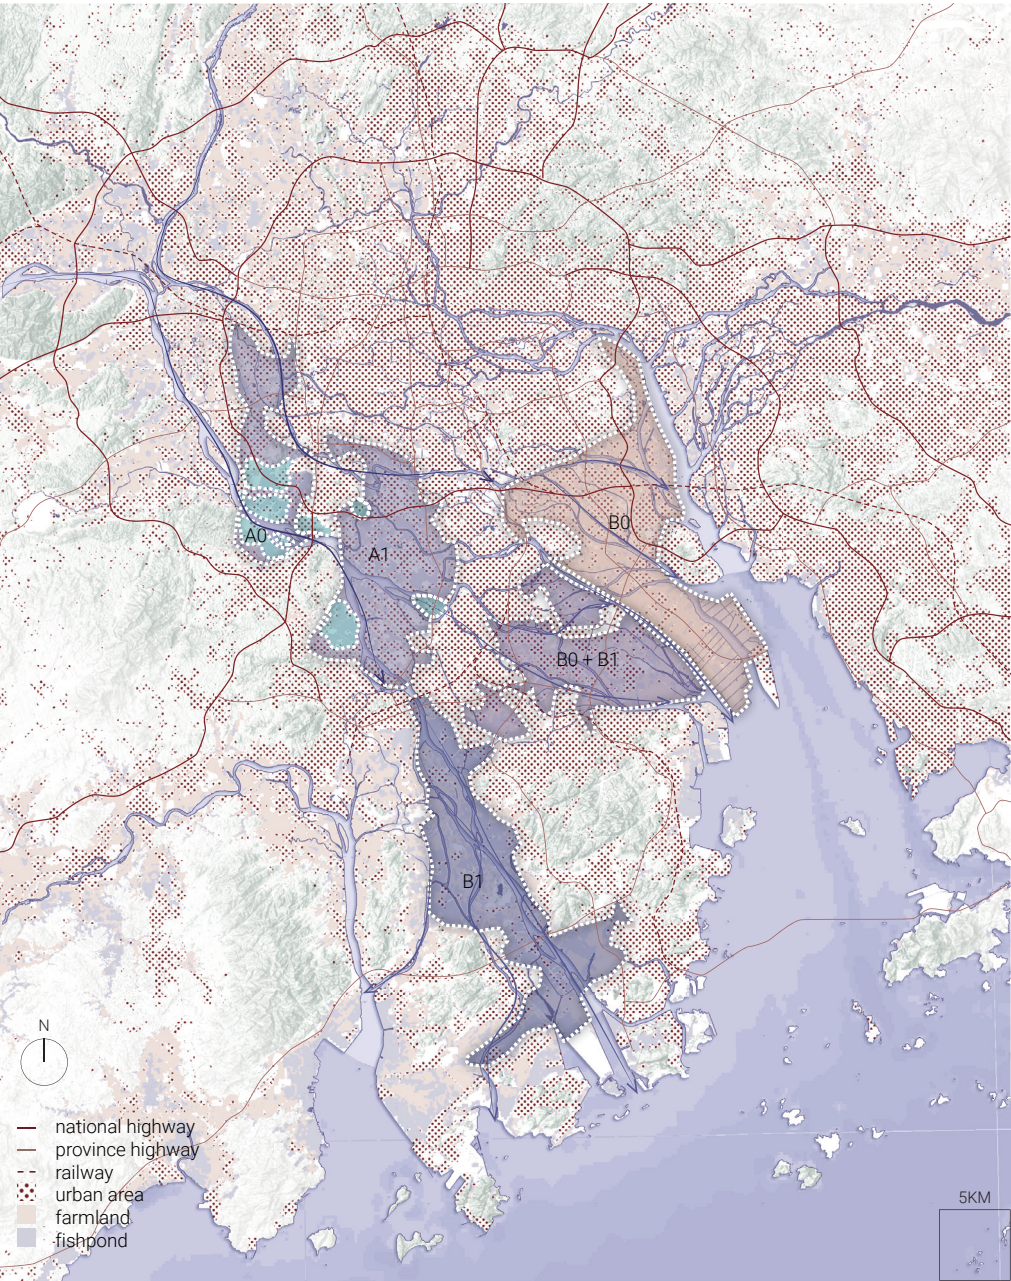 A0
A1
B0
B0 + B1
B1
N
national highway
province highway
railway
urban area
farmland
fishpond
5KM